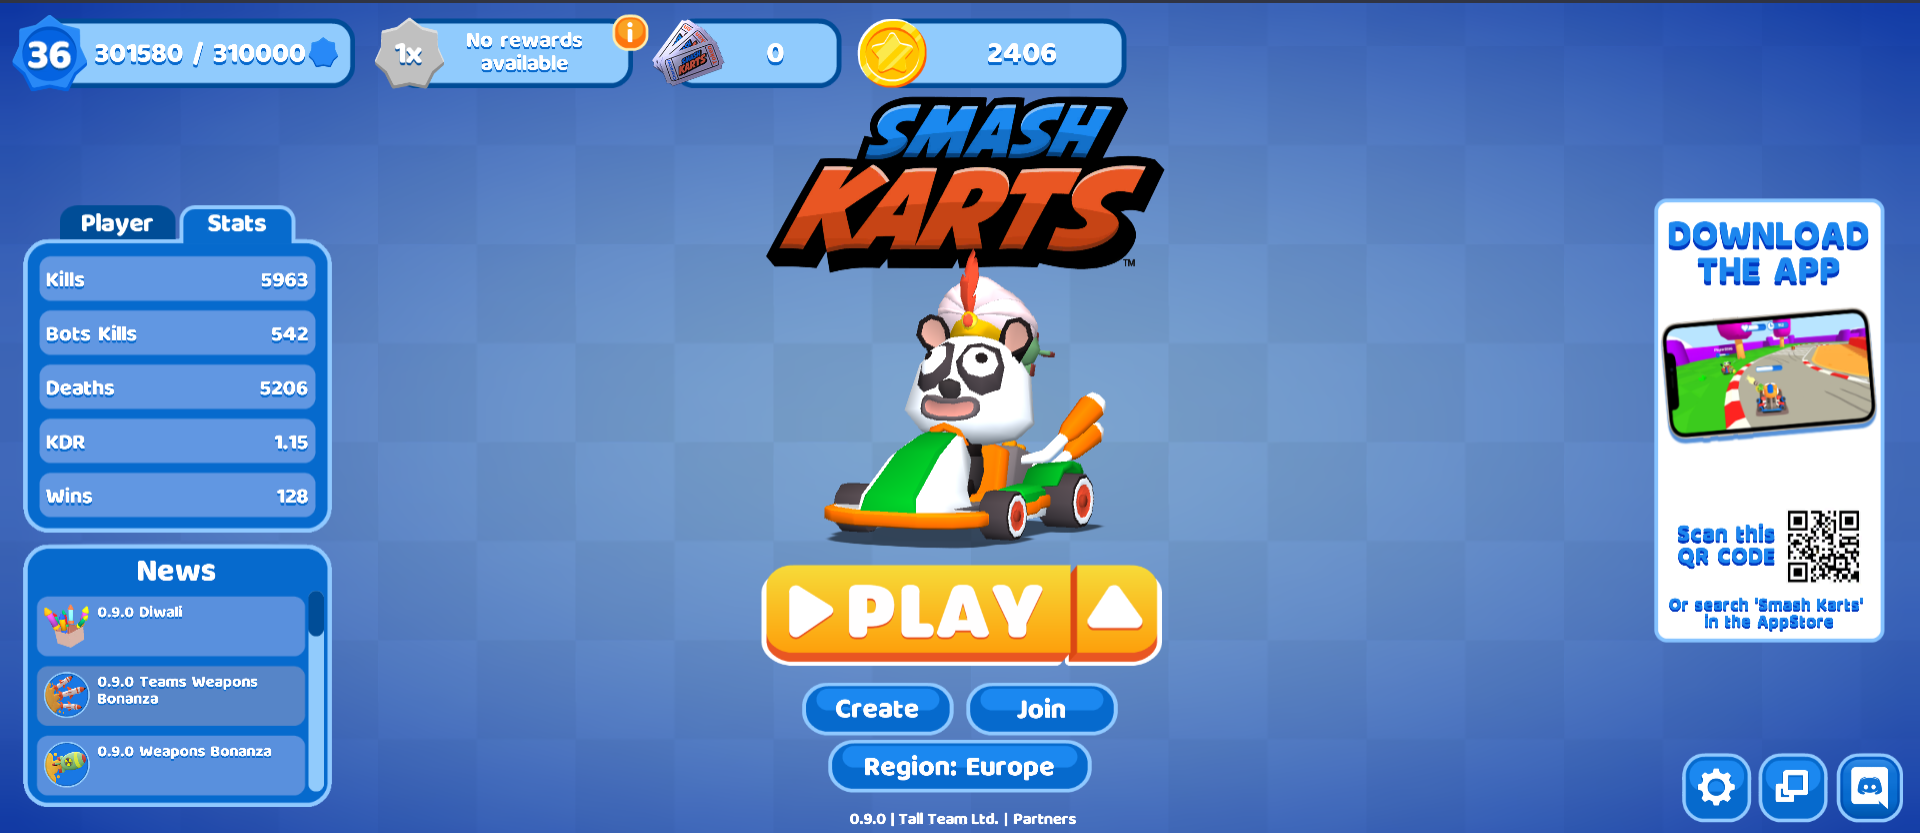 36
301580 / 310000
1x
No rewards
available
i
SMASH
KARTS
0
2406
SMASH
KARTS
TM
Player
Stats
Kills 5963
Bots Kills 542
Deaths 5206
KDR 1.15
Wins 128
News
0.9.0 Diwali
0.9.0 Teams Weapons
Bonanza
0.9.0 Weapons Bonanza
PLAY
Create
Join
Region: Europe
0.9.0 | Tall Team Ltd. | Partners
DOWNLOAD
THE APP
Scan this
QR CODE
Or search 'Smash Karts'
in the AppStore